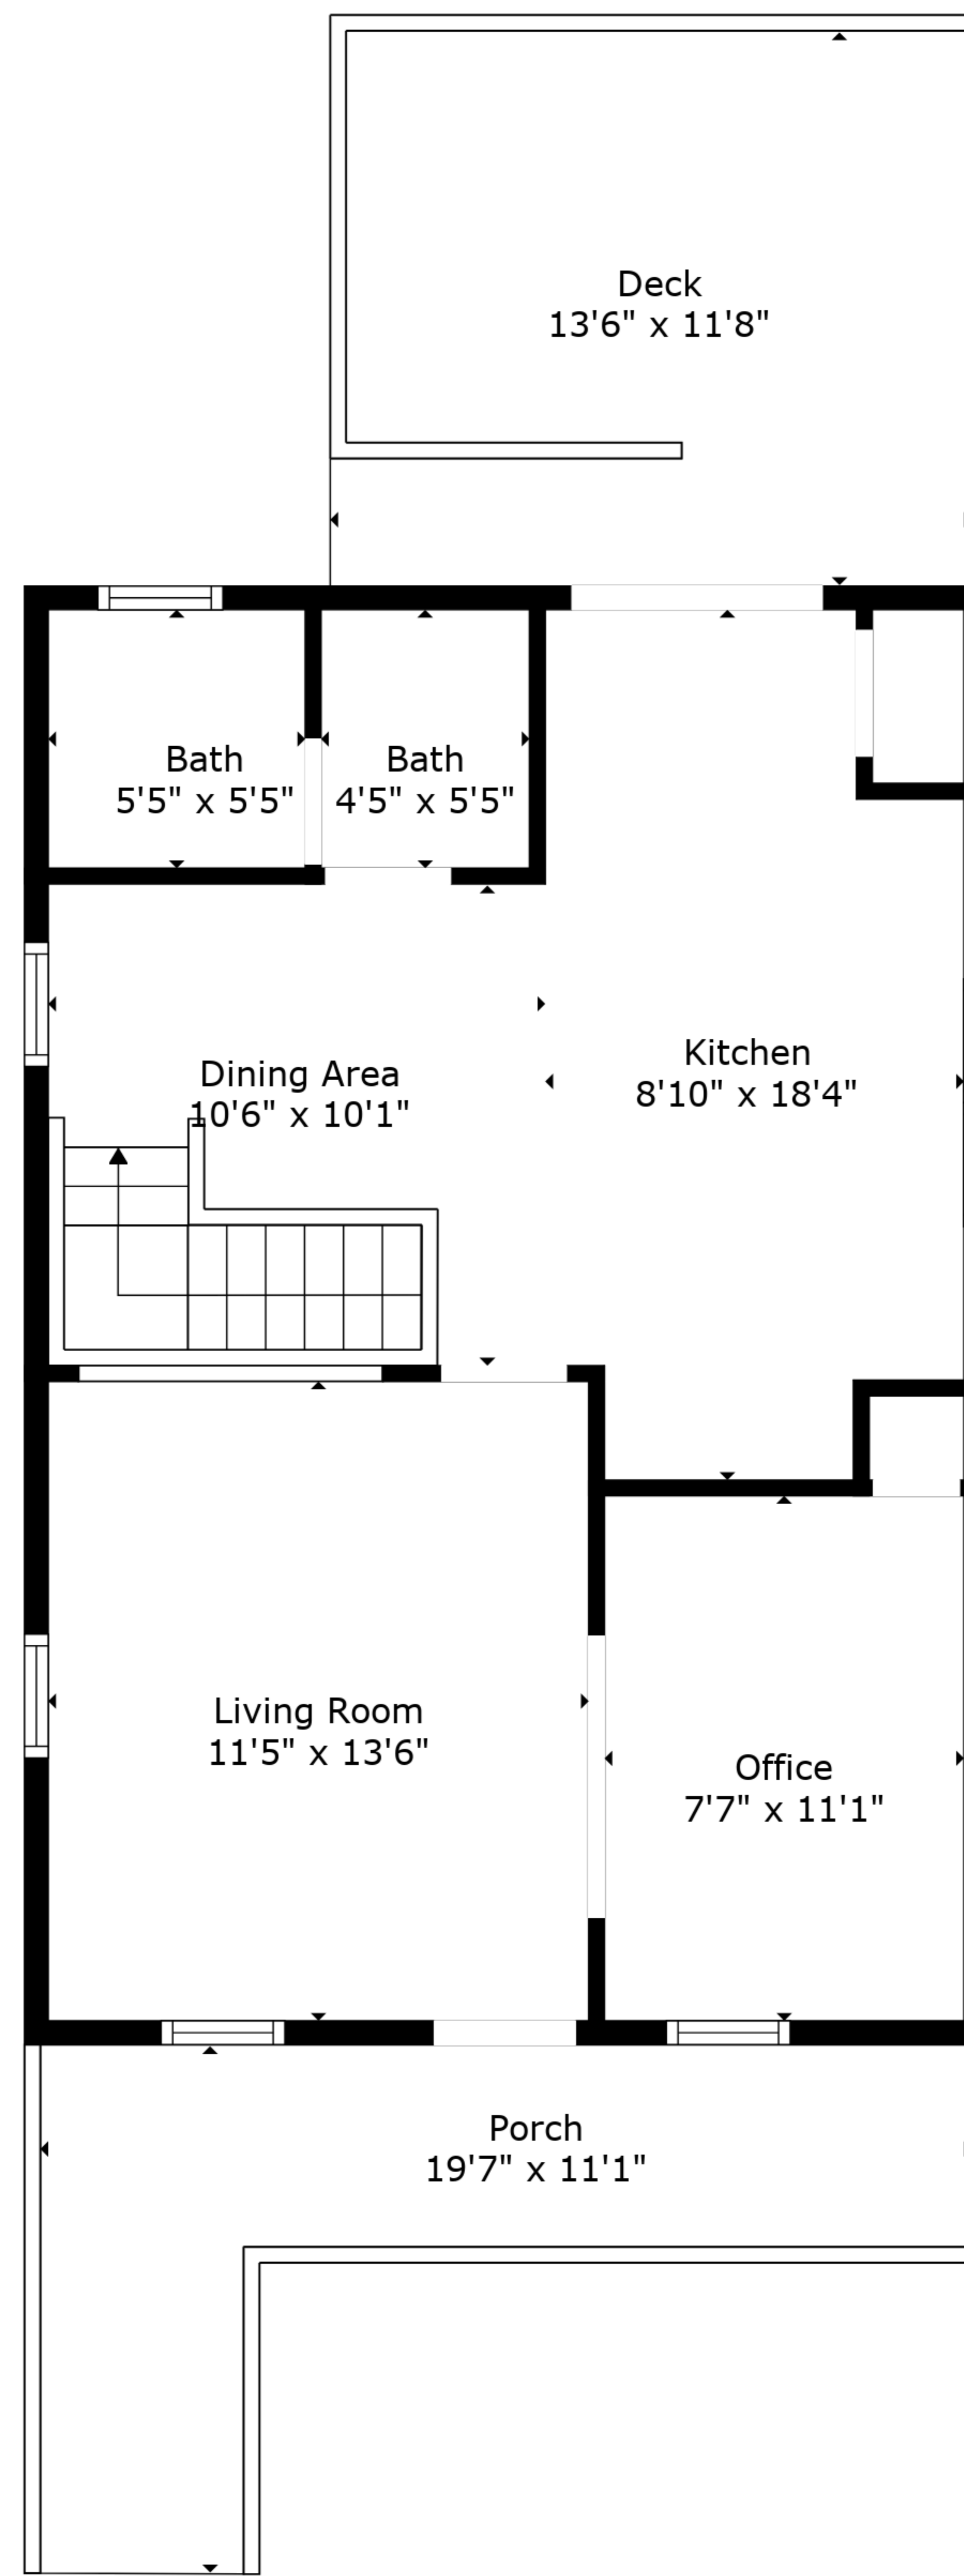 Deck
13'6" x 11'8"
Bath
5'5" x 5'5"
Bath
4'5" x 5'5"
Kitchen
8'10" x 18'4"
Dining Area
10'6" x 10'1"
Living Room
11'5" x 13'6"
Office
7'7" x 11'1"
Porch
19'7" x 11'1"